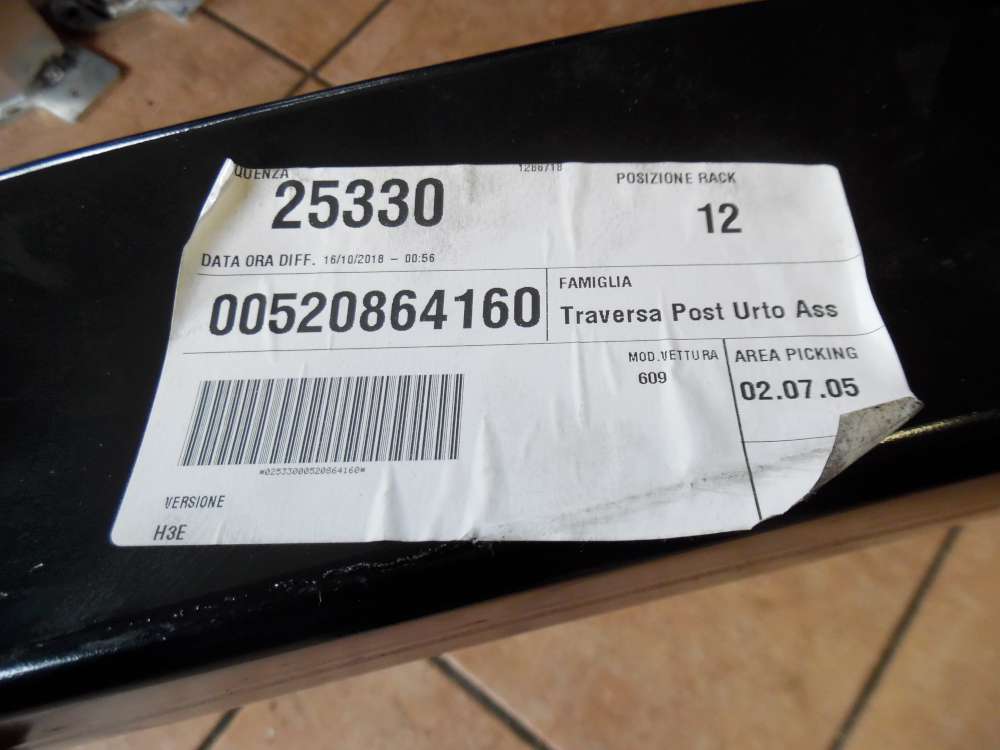 QUENZA
1286718
POSIZIONE RACK
25330
12
DATA ORA DIFF. 16/10/2018 - 00:56
00520864160
FAMIGLIA
Traversa Post Urto Ass
MOD.VETTURA
609
AREA PICKING
02.07.05
*02533000520864160*
VERSIONE
H3E